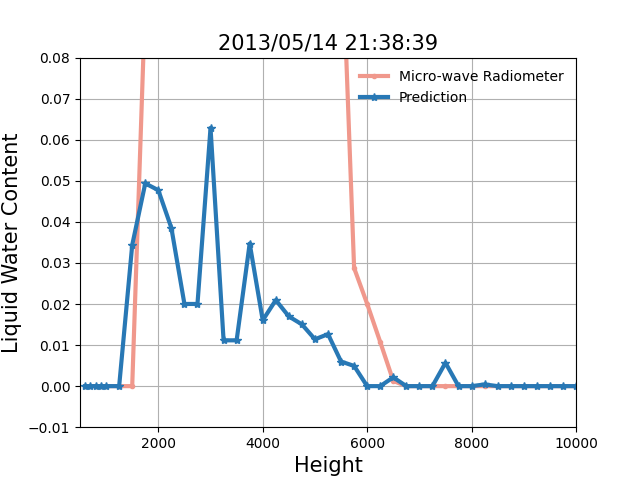 2013/05/14 21:38:39
Micro-wave Radiometer
Prediction
Liquid Water Content
0.08
0.07
0.06
0.05
0.04
0.03
0.02
0.01
0.00
−0.01
2000 4000 6000 8000 10000
Height